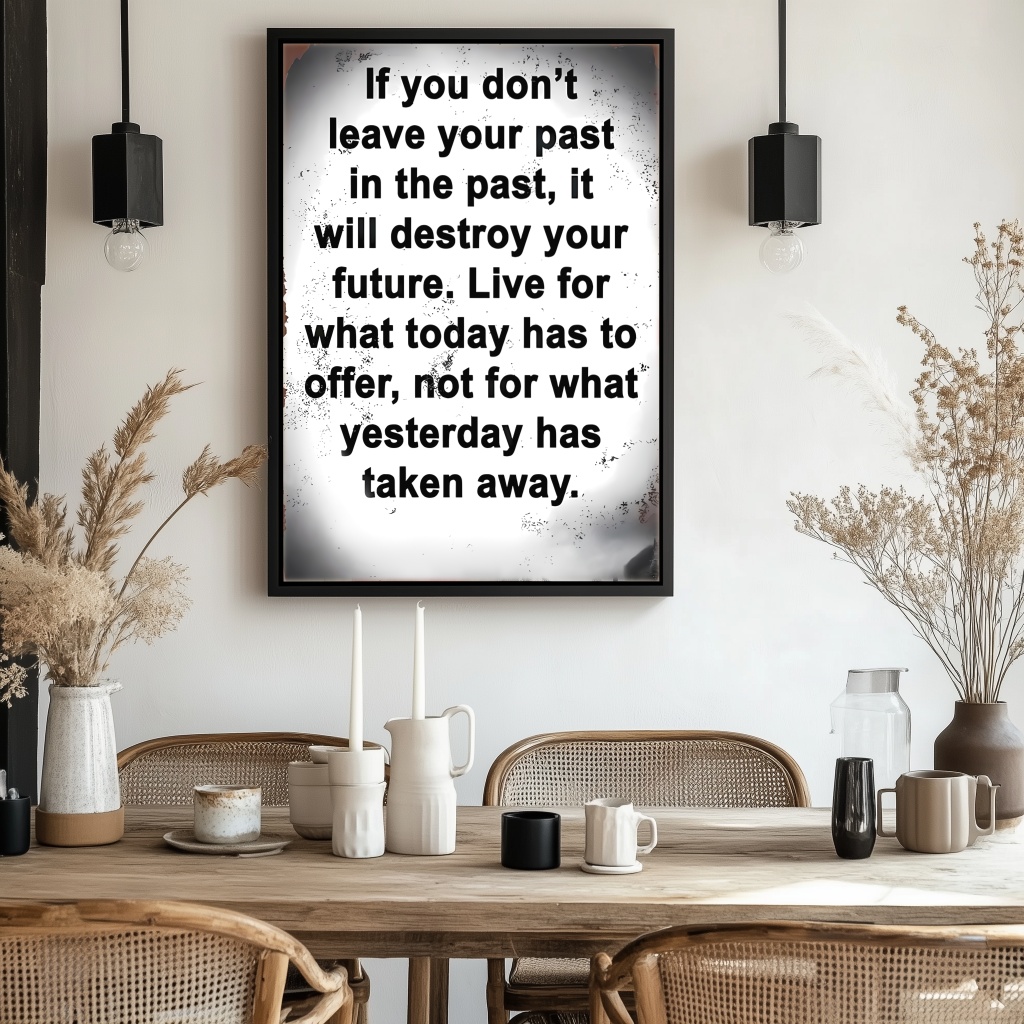 If you don’t
leave your past
in the past, it
will destroy your
future. Live for
what today has to
offer, not for what
yesterday has
taken away.